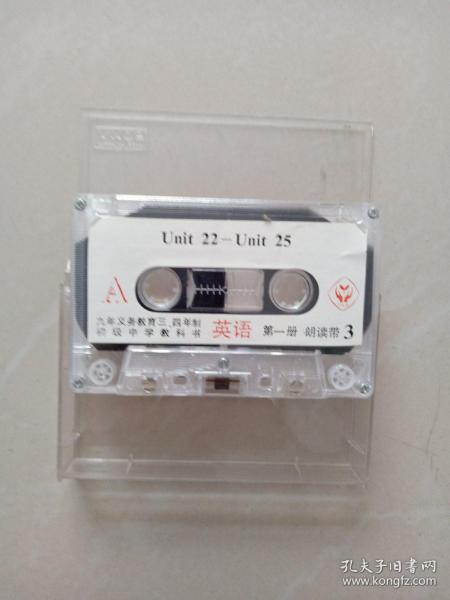 Unit 22-Unit 25
A
九年义务教育三、四年制
初级中学教科书
英语 第一册 朗读带 3
孔夫子旧书网
www.kongfz.com